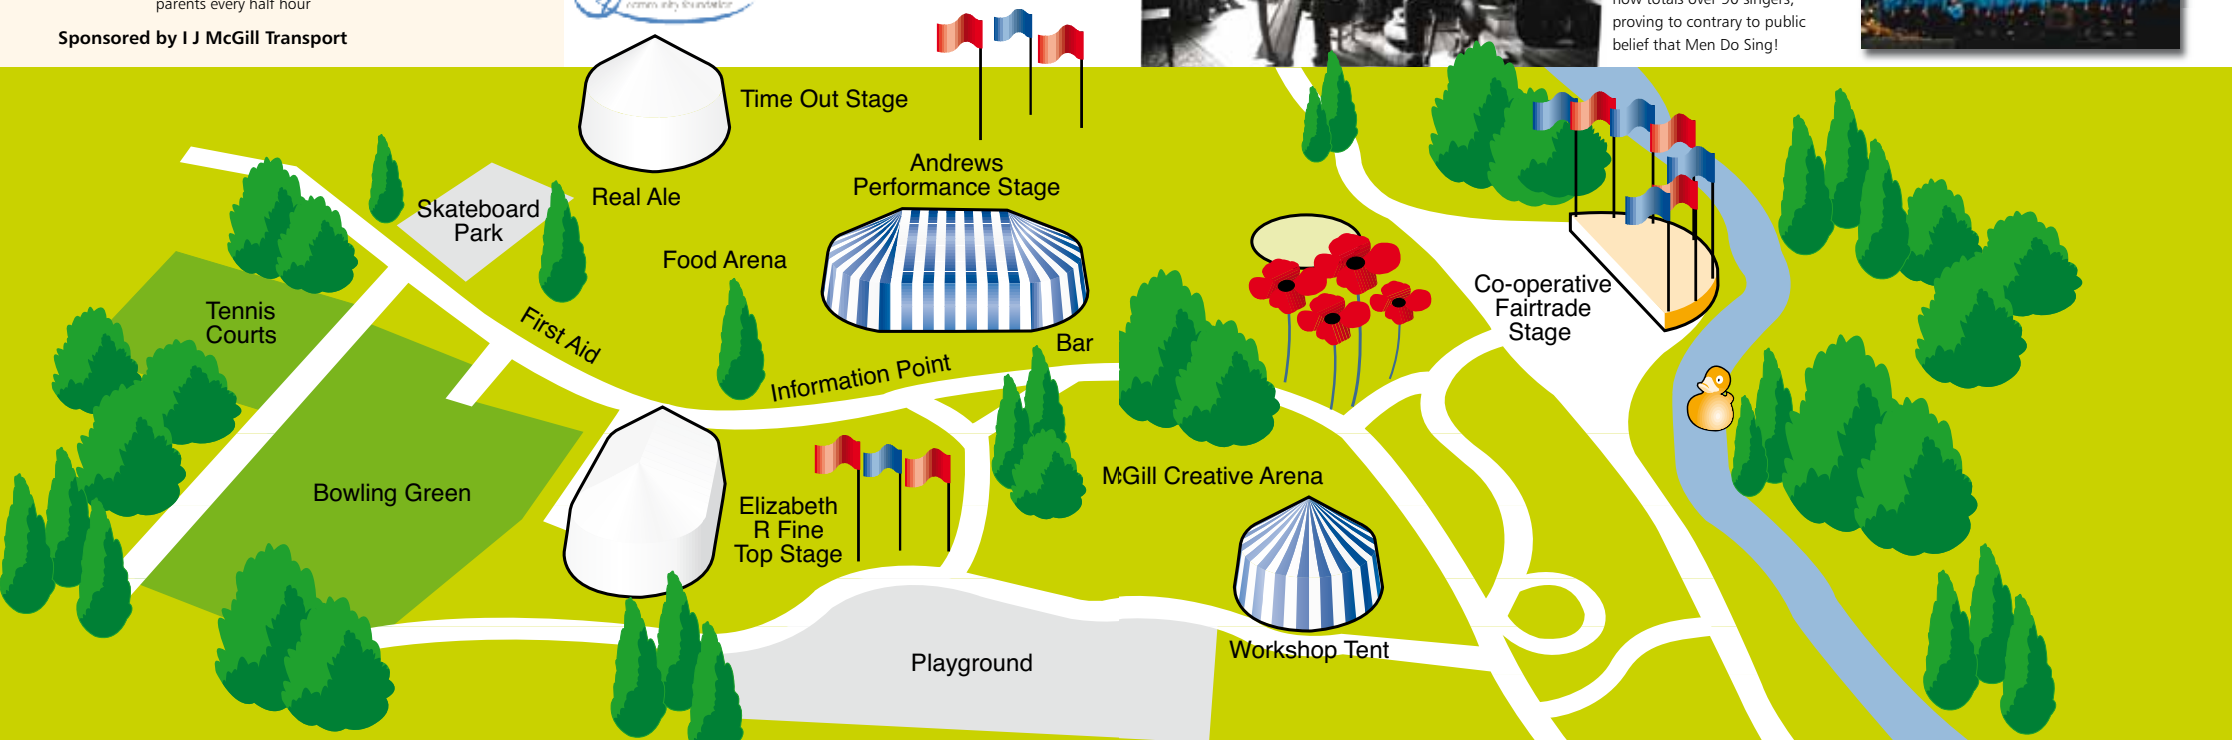 parents every half hour
Sponsored by I J McGill Transport
community foundation
now totals over 90 singers,
proving to contrary to public
belief that Men Do Sing!
Time Out Stage
Real Ale
Andrews
Performance Stage
Skateboard
Park
Food Arena
Tennis
Courts
First Aid
Information Point
Bar
Co-operative
Fairtrade
Stage
Bowling Green
Elizabeth
R Fine
Top Stage
McGill Creative Arena
Playground
Workshop Tent